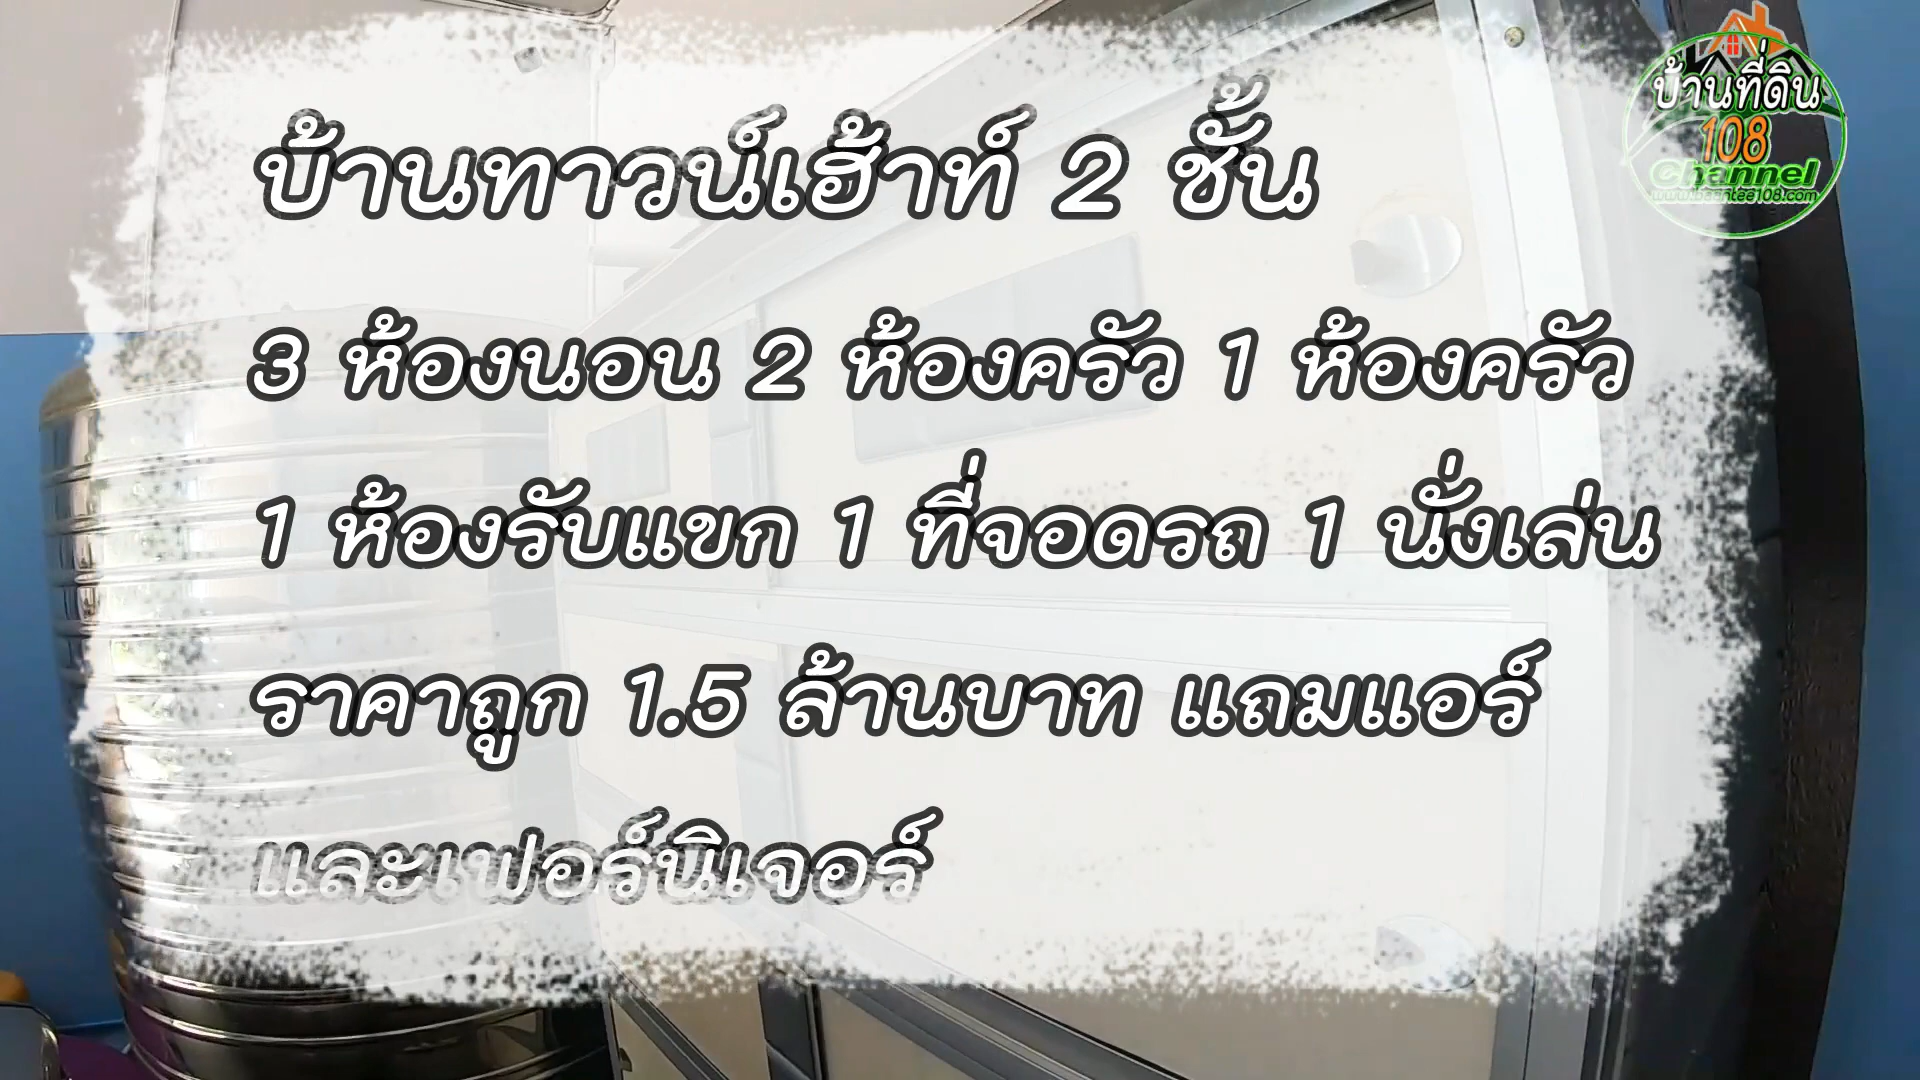 บ้านที่ดิน
108
Channel
www.baantee108.com
บ้านทาวน์เฮ้าท์ 2 ชั้น
3 ห้องนอน 2 ห้องครัว 1 ห้องครัว
1 ห้องรับแขก 1 ที่จอดรถ 1 นั่งเล่น
ราคาถูก 1.5 ล้านบาท แถมแอร์
และเฟอร์นิเจอร์